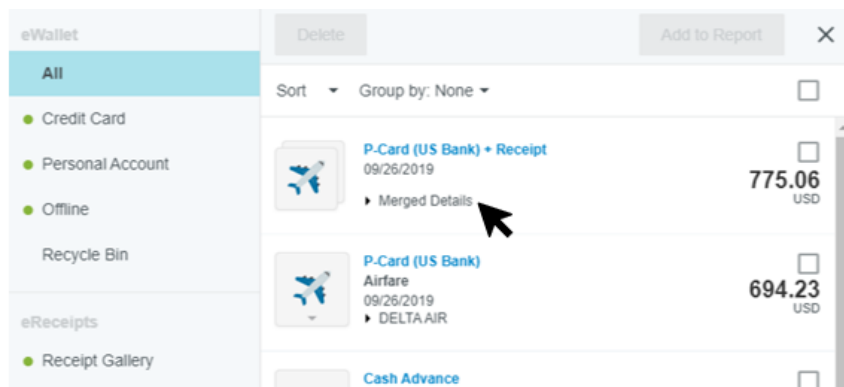 eWallet
All
Credit Card
Personal Account
Offline
Recycle Bin
eReceipts
Receipt Gallery
Delete
Add to Report
Sort
Group by: None
P-Card (US Bank) + Receipt
09/26/2019
Merged Details
775.06
USD
P-Card (US Bank)
Airfare
09/26/2019
DELTA AIR
694.23
USD
Cash Advance